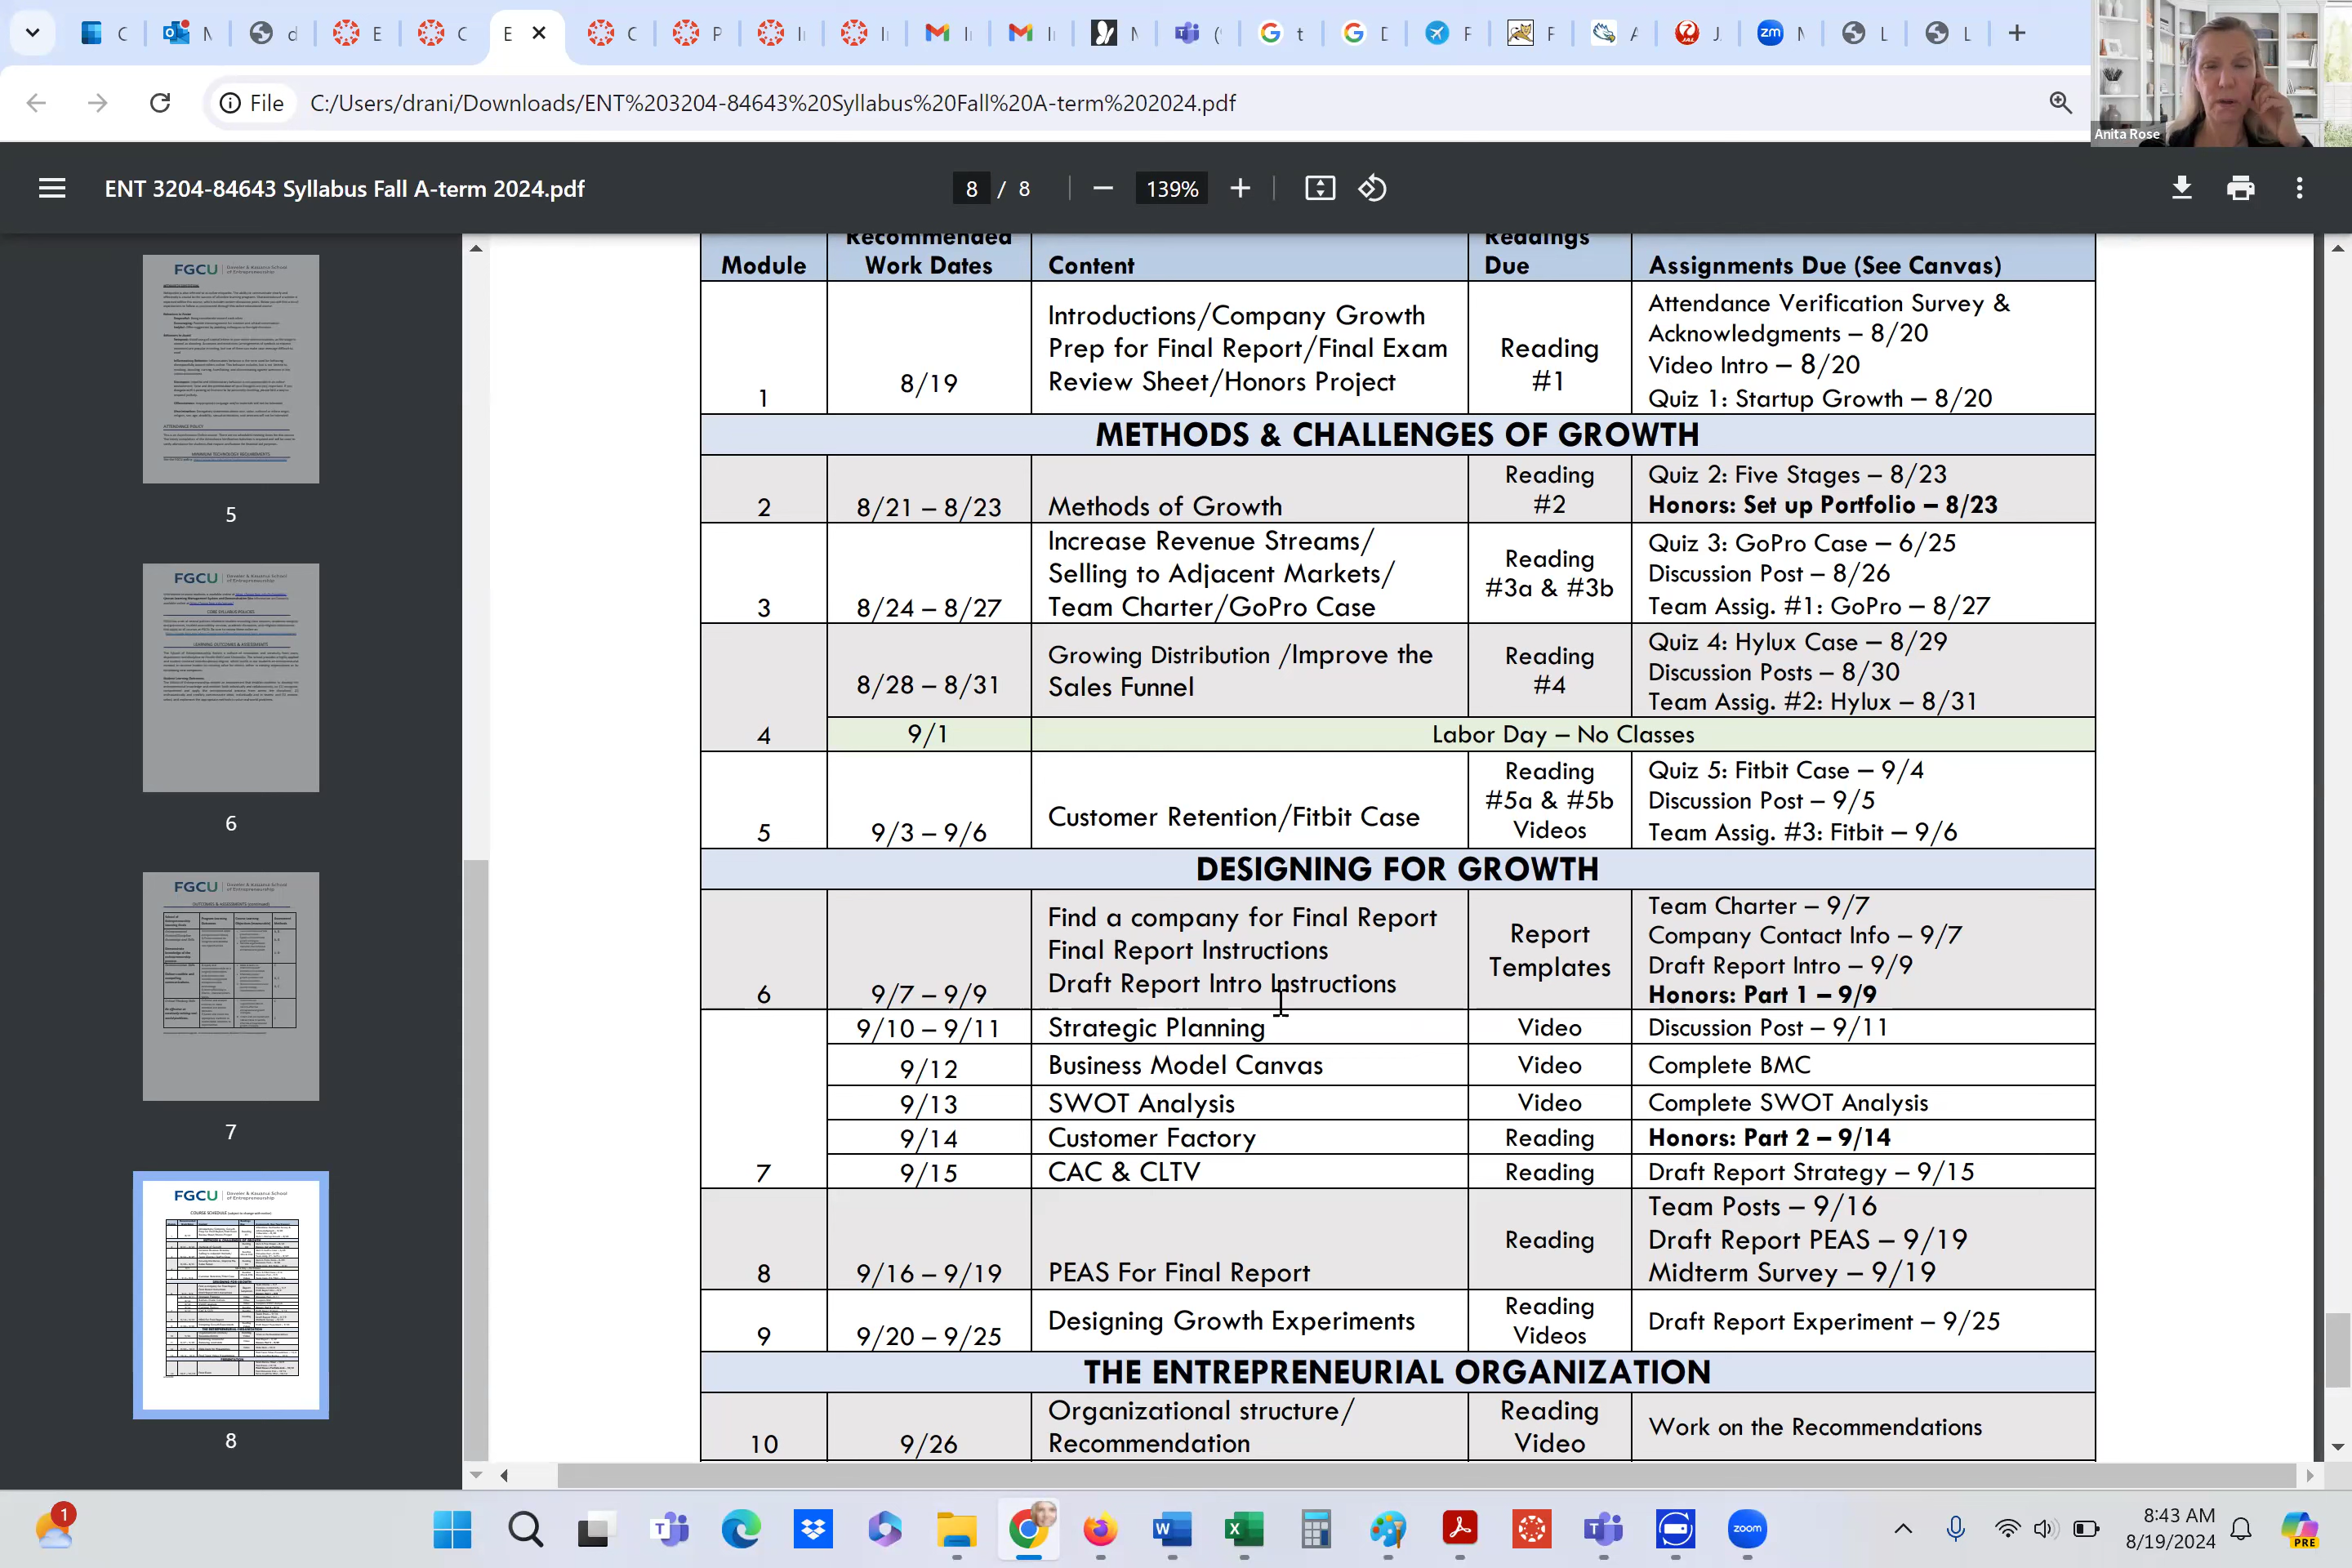 C
N
d
E
C
E
C
P
I
M
(
t
F
F
J
N
L
L
File
C:/Users/drani/Downloads/ENT%203204-84643%20Syllabus%20Fall%20A-term%202024.pdf
Anita Rose
ENT 3204-84643 Syllabus Fall A-term 2024.pdf
8 / 8
139%
FGCU
5
FGCU
6
FGCU
7
FGCU
8
Module
Recommended
Work Dates
Content
Readings
Due
Assignments Due (See Canvas)
1
8/19
Introductions/Company Growth
Prep for Final Report/Final Exam
Review Sheet/Honors Project
Reading
#1
Attendance Verification Survey &
Acknowledgments – 8/20
Video Intro – 8/20
Quiz 1: Startup Growth – 8/20
METHODS & CHALLENGES OF GROWTH
2
8/21 – 8/23
Methods of Growth
Reading
#2
Quiz 2: Five Stages – 8/23
Honors: Set up Portfolio – 8/23
3
8/24 – 8/27
Increase Revenue Streams/
Selling to Adjacent Markets/
Team Charter/GoPro Case
Reading
#3a & #3b
Quiz 3: GoPro Case – 6/25
Discussion Post – 8/26
Team Assig. #1: GoPro – 8/27
4
8/28 – 8/31
Growing Distribution /Improve the
Sales Funnel
Reading
#4
Quiz 4: Hylux Case – 8/29
Discussion Posts – 8/30
Team Assig. #2: Hylux – 8/31
9/1
Labor Day – No Classes
5
9/3 – 9/6
Customer Retention/Fitbit Case
Reading
#5a & #5b
Videos
Quiz 5: Fitbit Case – 9/4
Discussion Post – 9/5
Team Assig. #3: Fitbit – 9/6
DESIGNING FOR GROWTH
6
9/7 – 9/9
Find a company for Final Report
Final Report Instructions
Draft Report Intro Instructions
Report
Templates
Team Charter – 9/7
Company Contact Info – 9/7
Draft Report Intro – 9/9
Honors: Part 1 – 9/9
7
9/10 – 9/11
Strategic Planning
Video
Discussion Post – 9/11
9/12
Business Model Canvas
Video
Complete BMC
9/13
SWOT Analysis
Video
Complete SWOT Analysis
9/14
Customer Factory
Reading
Honors: Part 2 – 9/14
9/15
CAC & CLTV
Reading
Draft Report Strategy – 9/15
8
9/16 – 9/19
PEAS For Final Report
Reading
Team Posts – 9/16
Draft Report PEAS – 9/19
Midterm Survey – 9/19
9
9/20 – 9/25
Designing Growth Experiments
Reading
Videos
Draft Report Experiment – 9/25
THE ENTREPRENEURIAL ORGANIZATION
10
9/26
Organizational structure/
Recommendation
Reading
Video
Work on the Recommendations
1
zoom
PRE
8:43 AM
8/19/2024